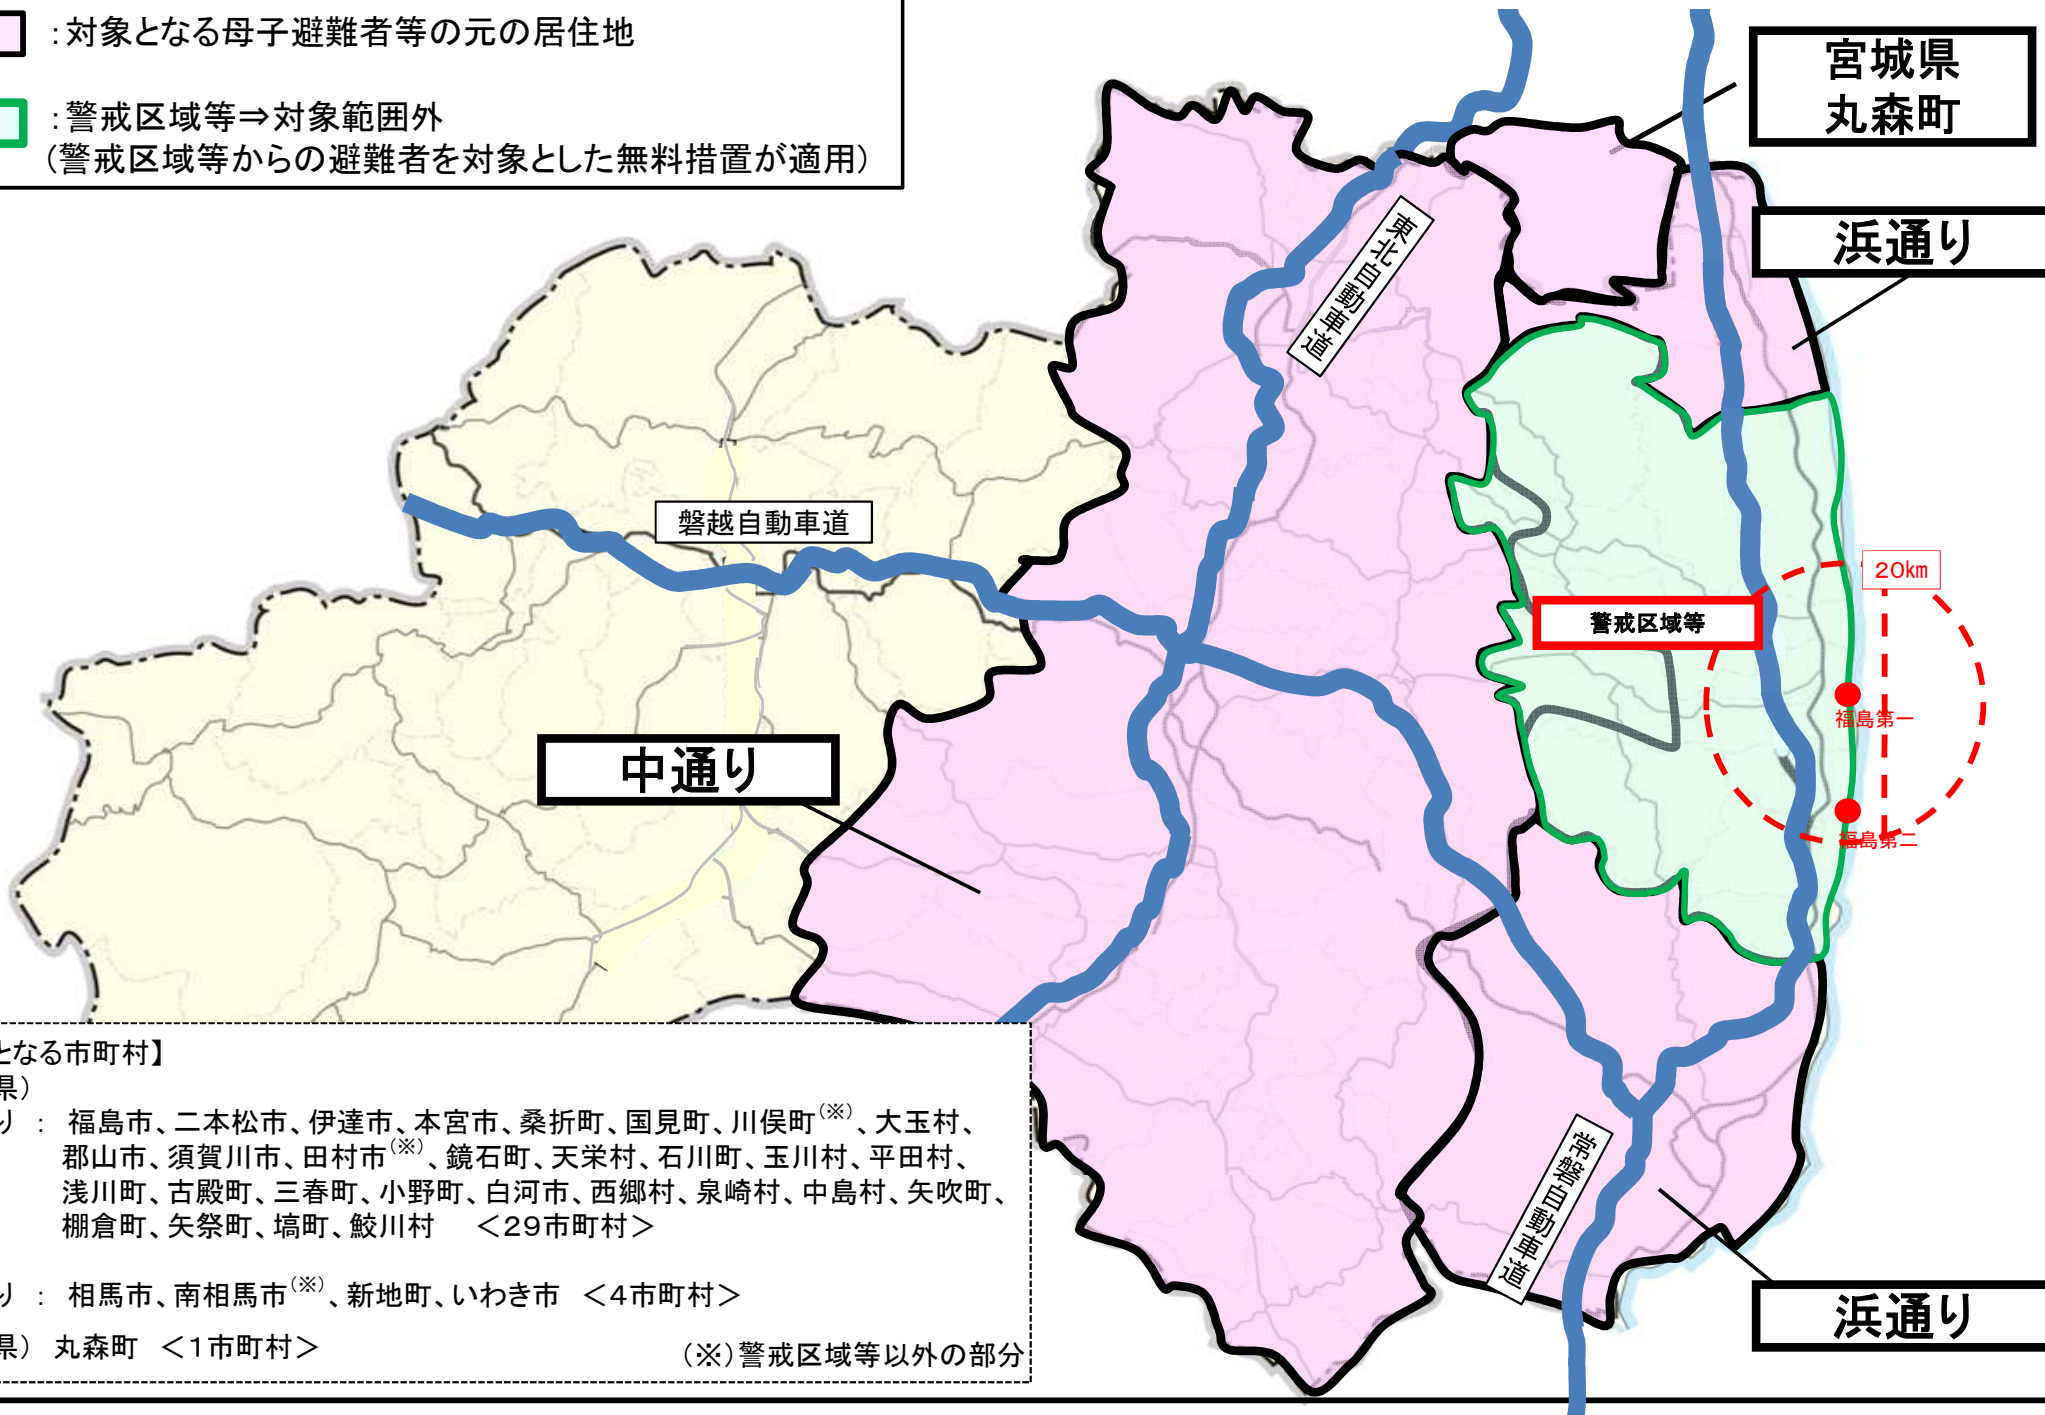 ：対象となる母子避難者等の元の居住地
：警戒区域等⇒対象範囲外
（警戒区域等からの避難者を対象とした無料措置が適用）
宮城県
丸森町
浜通り
東北自動車道
磐越自動車道
20km
警戒区域等
福島第一
中通り
福島第二
となる市町村】
県）
り ： 福島市、二本松市、伊達市、本宮市、桑折町、国見町、川俣町（※）、大玉村、
郡山市、須賀川市、田村市（※）、鏡石町、天栄村、石川町、玉川村、平田村、
浅川町、古殿町、三春町、小野町、白河市、西郷村、泉崎村、中島村、矢吹町、
棚倉町、矢祭町、塙町、鮫川村 ＜29市町村＞
り ： 相馬市、南相馬市（※）、新地町、いわき市 ＜4市町村＞
県） 丸森町 ＜1市町村＞
（※）警戒区域等以外の部分
常磐自動車道
浜通り